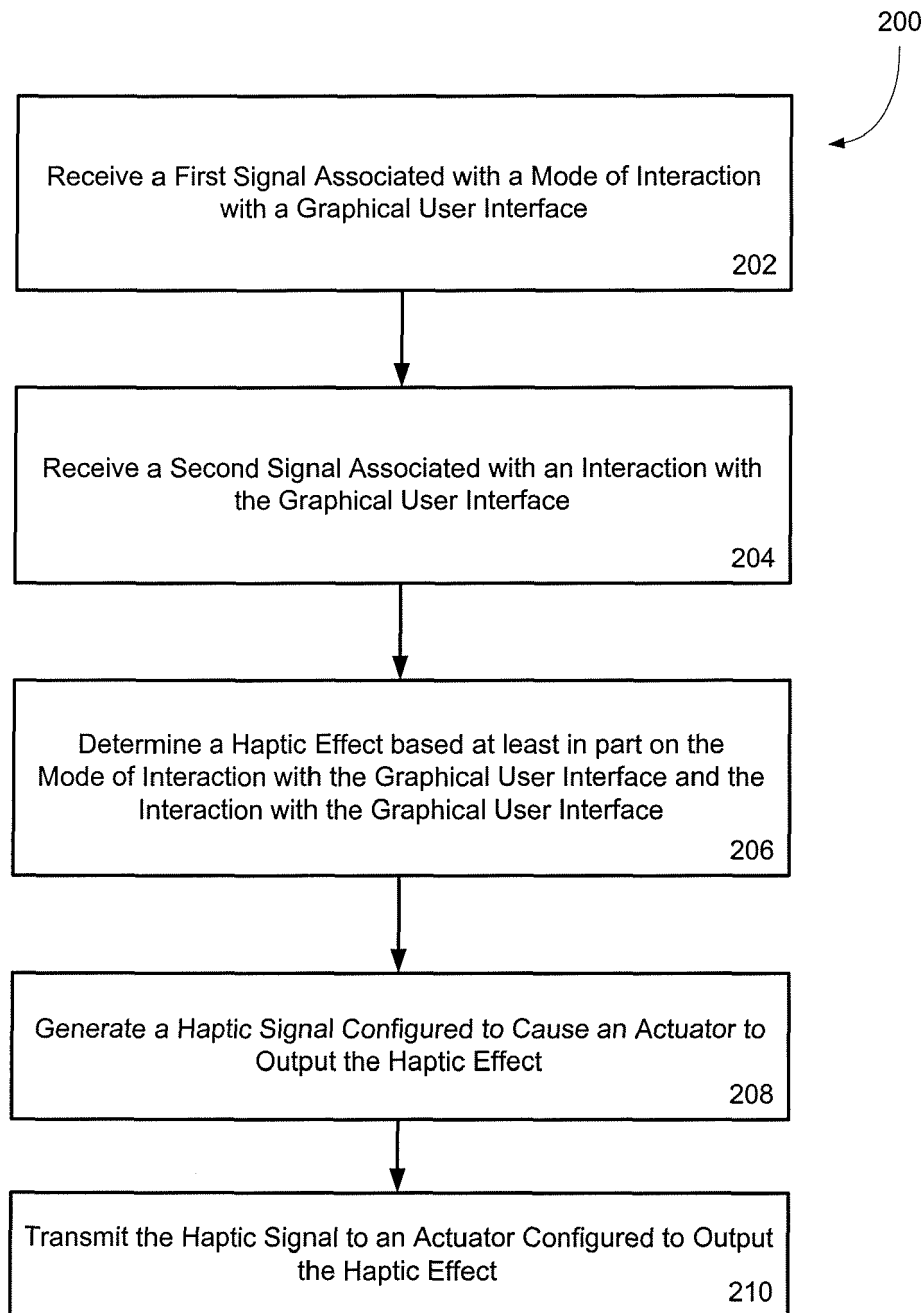 200
Receive a First Signal Associated with a Mode of Interaction
with a Graphical User Interface
202
Receive a Second Signal Associated with an Interaction with
the Graphical User Interface
204
Determine a Haptic Effect based at least in part on the
Mode of Interaction with the Graphical User Interface and the
Interaction with the Graphical User Interface
206
Generate a Haptic Signal Configured to Cause an Actuator to
Output the Haptic Effect
208
Transmit the Haptic Signal to an Actuator Configured to Output
the Haptic Effect
210